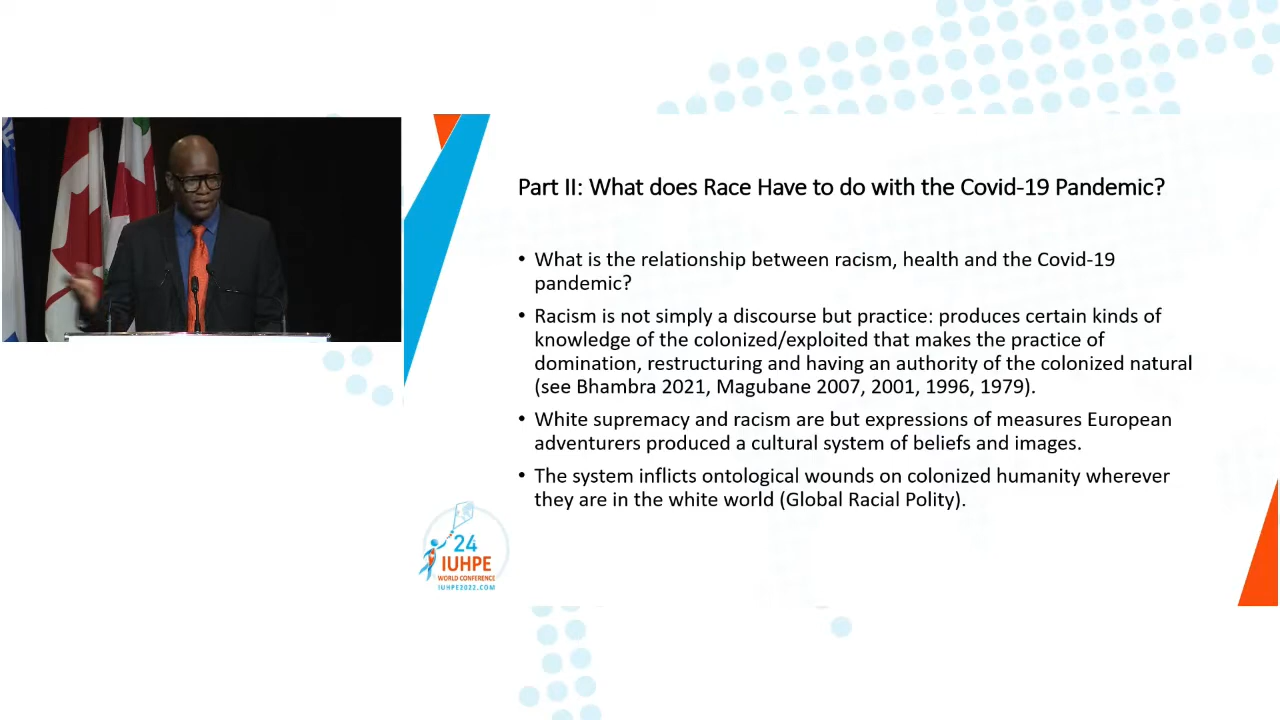 Part II: What does Race Have to do with the Covid-19 Pandemic?
• What is the relationship between racism, health and the Covid-19
pandemic?
• Racism is not simply a discourse but practice: produces certain kinds of
knowledge of the colonized/exploited that makes the practice of
domination, restructuring and having an authority of the colonized natural
(see Bhambra 2021, Magubane 2007, 2001, 1996, 1979).
• White supremacy and racism are but expressions of measures European
adventurers produced a cultural system of beliefs and images.
• The system inflicts ontological wounds on colonized humanity wherever
they are in the white world (Global Racial Polity).
24
IUHPE
WORLD CONFERENCE
IUHPE2022.COM